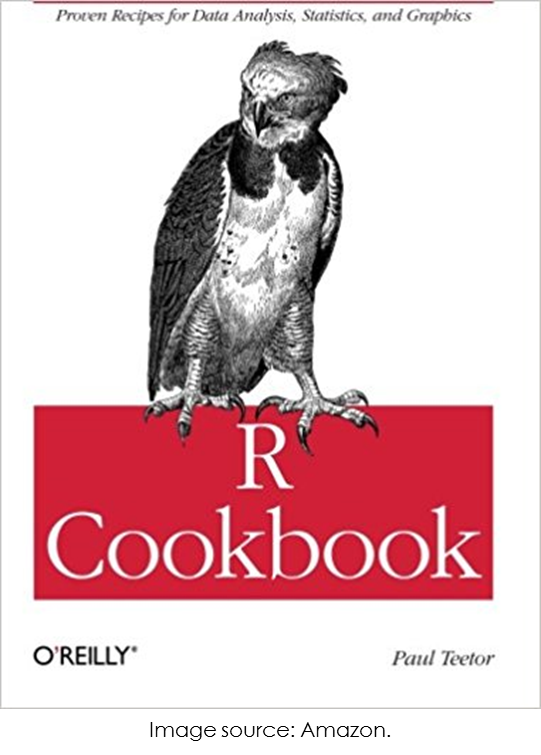 Proven Recipes for Data Analysis, Statistics, and Graphics
R
Cookbook
O'REILLY®
Paul Teetor
Image source: Amazon.